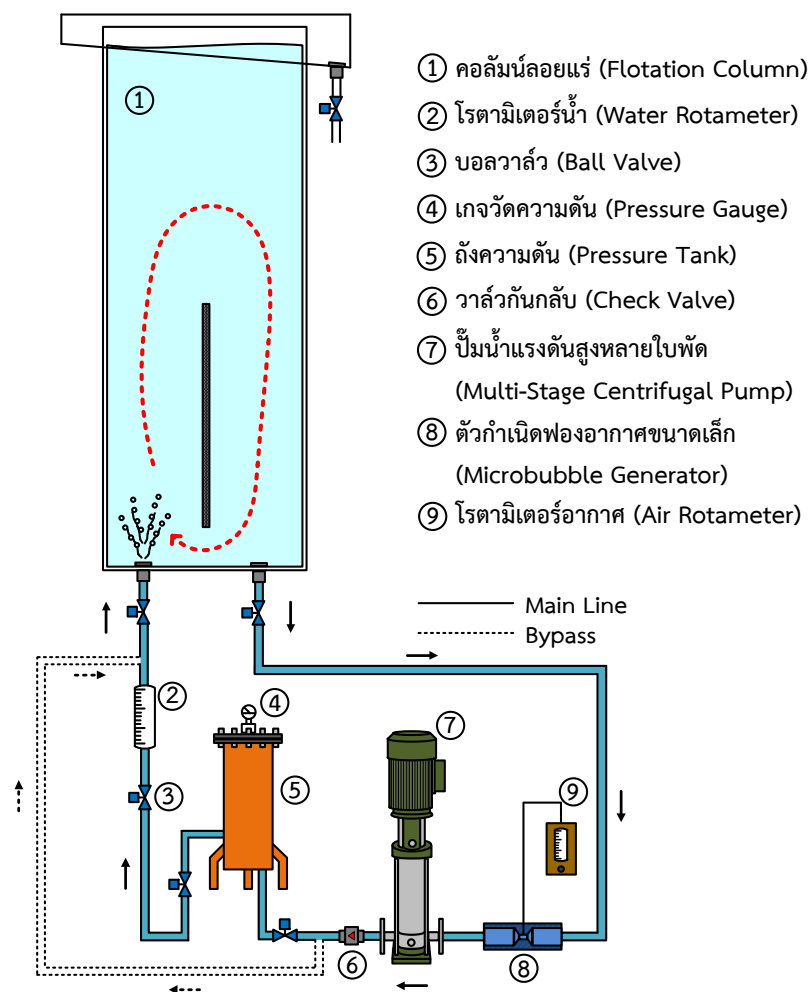 ① คอลัมน์ลอยแร่ (Flotation Column)
② โรตามิเตอร์น้ำ (Water Rotameter)
③ บอลวาล์ว (Ball Valve)
④ เกจวัดความดัน (Pressure Gauge)
⑤ ถังความดัน (Pressure Tank)
⑥ วาล์วกันกลับ (Check Valve)
⑦ ปั๊มน้ำแรงดันสูงหลายใบพัด
(Multi-Stage Centrifugal Pump)
⑧ ตัวกำเนิดฟองอากาศขนาดเล็ก
(Microbubble Generator)
⑨ โรตามิเตอร์อากาศ (Air Rotameter)
Main Line
Bypass
①
②
③
④
⑤
⑥
⑦
⑧
⑨